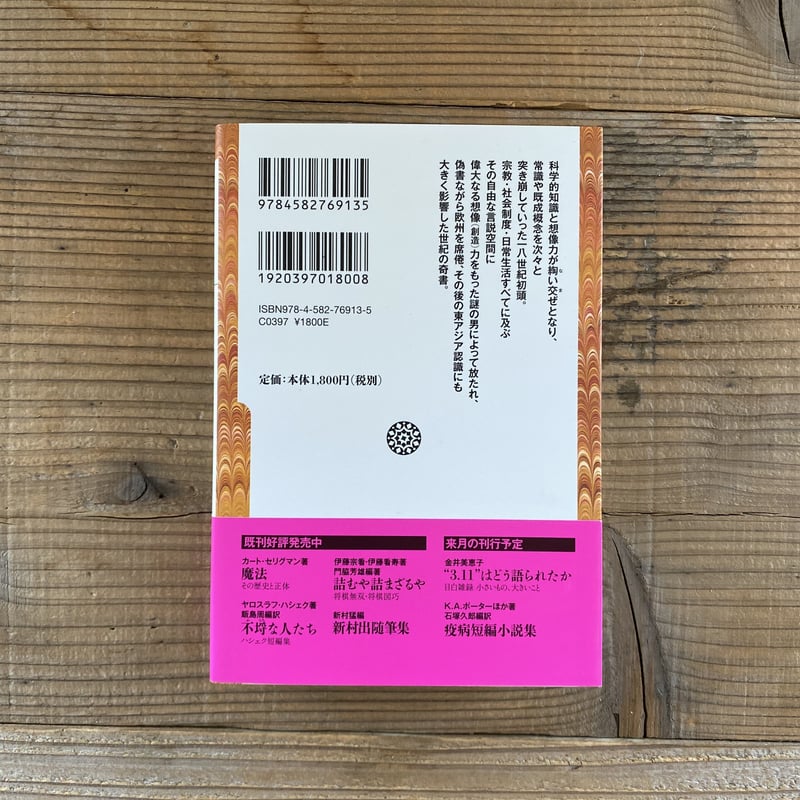 科学的知識と想像力が綯い交ぜとなり、
常識や既成概念を次々と
突き崩していった一八世紀初頭。
宗教・社会制度・日常生活すべてに及ぶ
その自由な言説空間に
偉大なる想像（創造）力をもった謎の男によって放たれ、
偽書ながら欧州を席倦、その後の東アジア認識にも
大きく影響した世紀の奇書。
9784582769135
1920397018008
ISBN978-4-582-76913-5
C0397 ¥1800E
定価：本体1,800円（税別）
既刊好評発売中
カート・セリグマン著
魔法
その歴史と正体
ヤロスラフ・ハシェク著
飯島周編訳
不埒な人たち
ハシェク短編集
伊藤宗看・伊藤看寿著
門脇芳雄編著
詰むや詰まざるや
将棋無双・将棋図巧
新村猛編
新村出随筆集
来月の刊行予定
金井美恵子
“3.11”はどう語られたか
目白雑録 小さいもの、大きいこと
K.A.ポーターほか著
石塚久郎編訳
疫病短編小説集